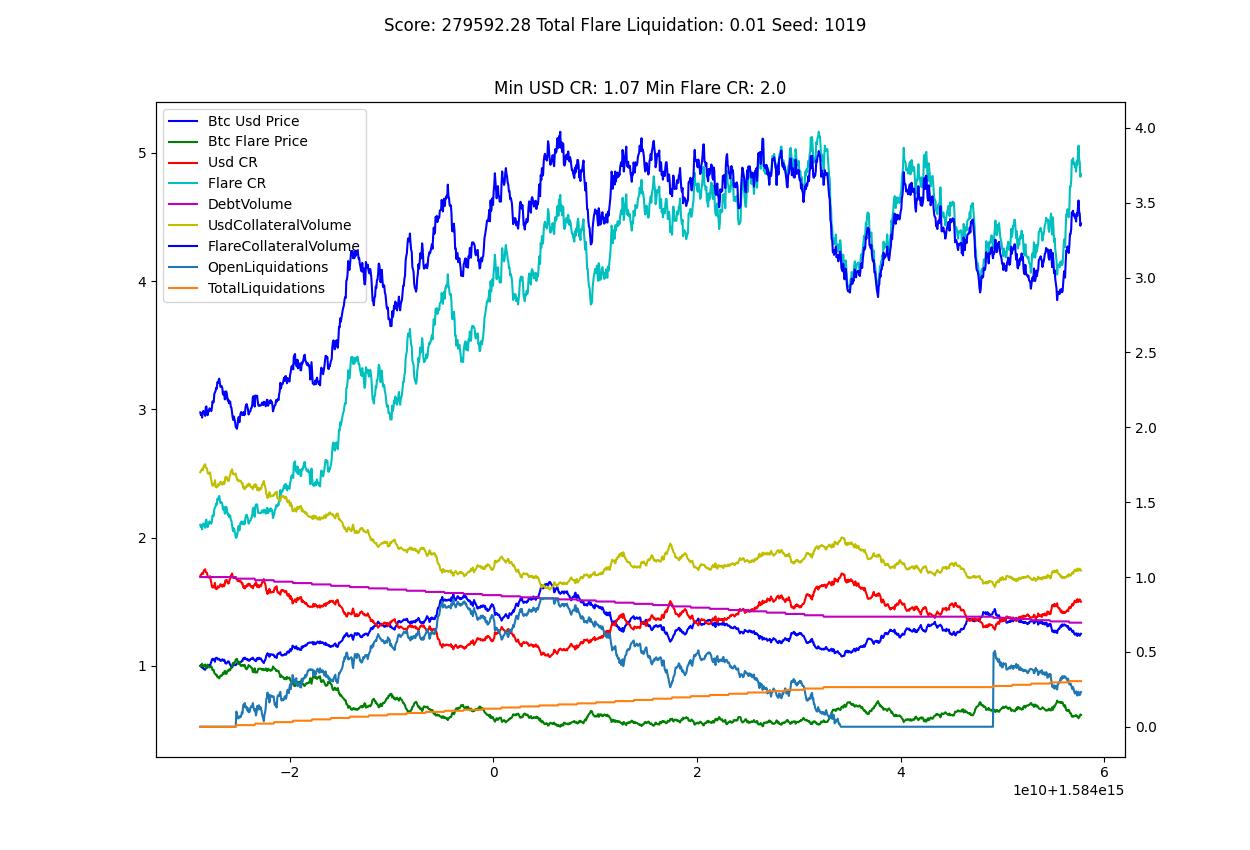 Score: 279592.28 Total Flare Liquidation: 0.01 Seed: 1019
Min USD CR: 1.07 Min Flare CR: 2.0
Btc Usd Price
Btc Flare Price
Usd CR
Flare CR
DebtVolume
UsdCollateralVolume
FlareCollateralVolume
OpenLiquidations
TotalLiquidations
5
4
3
2
1
4.0
3.5
3.0
2.5
2.0
1.5
1.0
0.5
0.0
−2 0 2 4 6
1e10+1.584e15